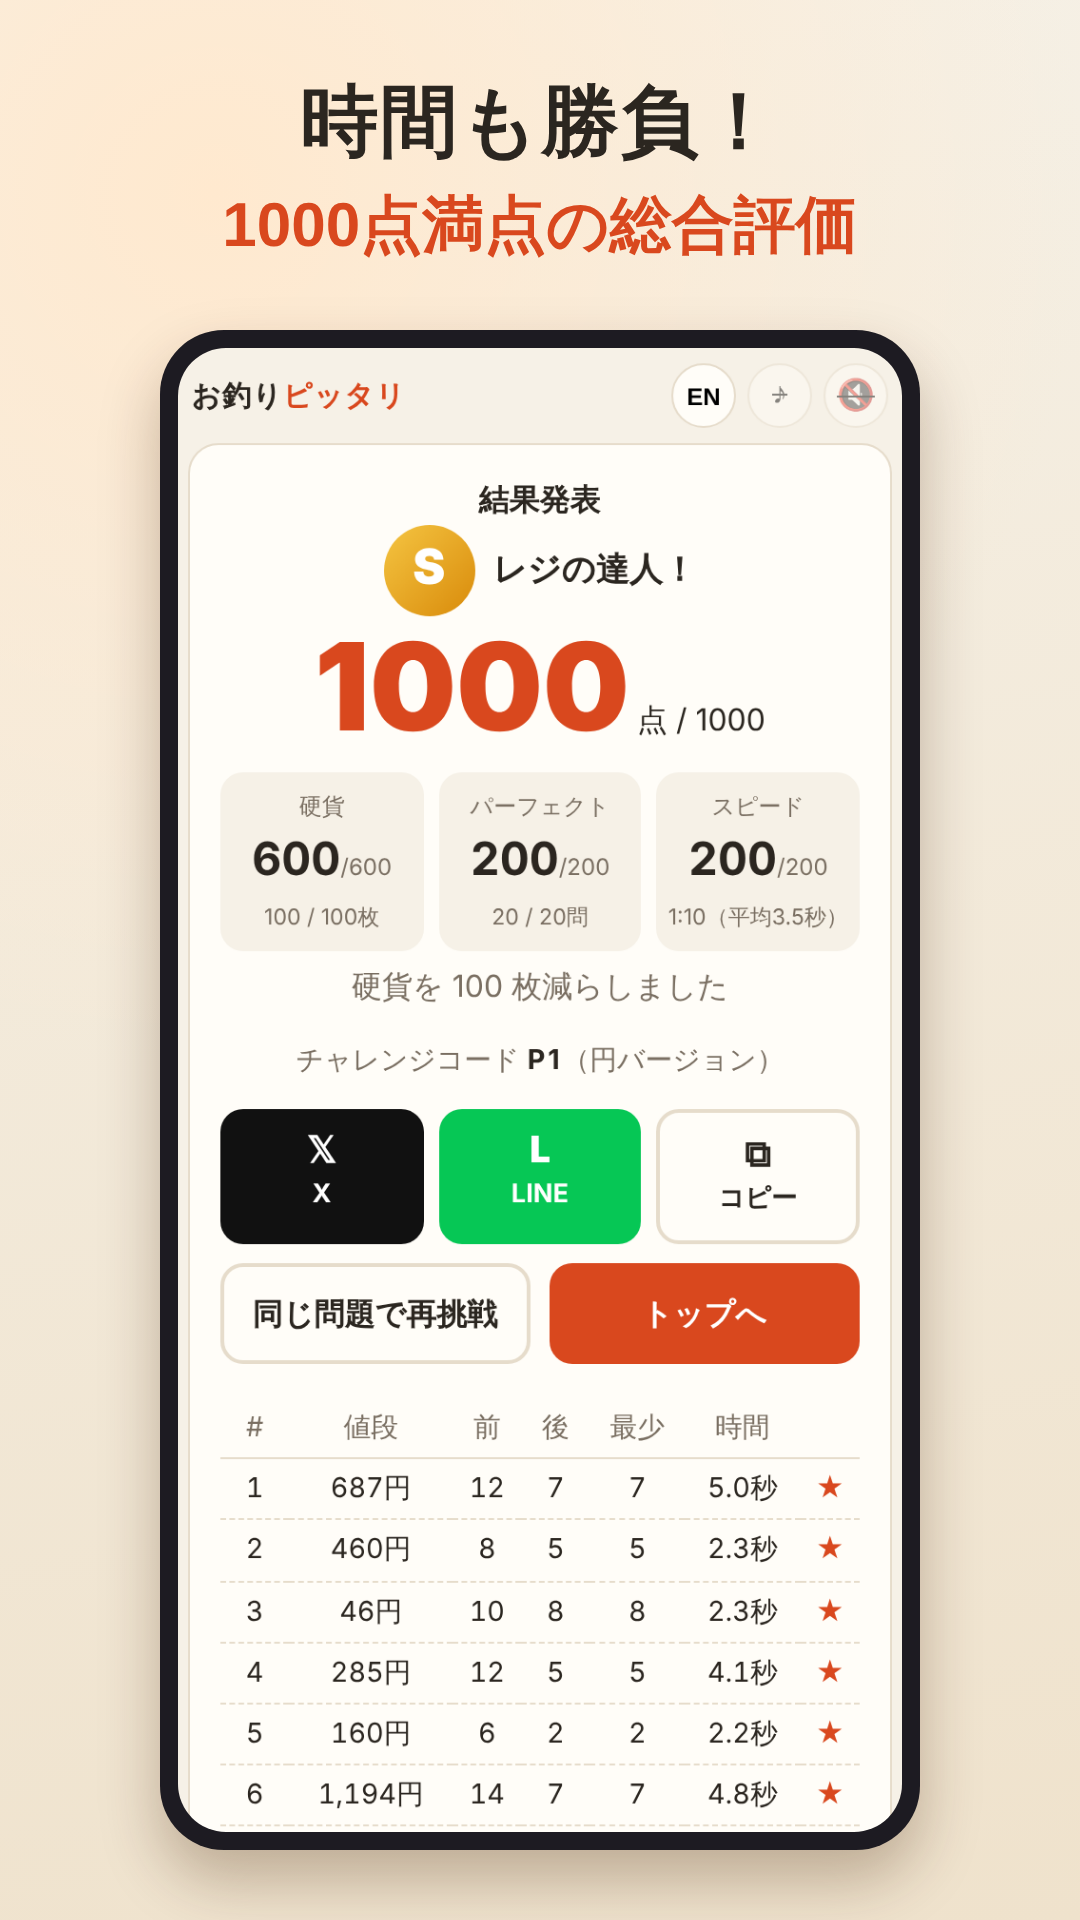 時間も勝負！
1000点満点の総合評価
お釣りピッタリ EN
結果発表
S レジの達人！
1000 点 / 1000
硬貨 パーフェクト スピード
600/600 200/200 200/200
100 / 100枚 20 / 20問 1:10（平均3.5秒）
硬貨を 100 枚減らしました
チャレンジコード P1（円バージョン）
𝕏 L
X LINE コピー
同じ問題で再挑戦 トップへ
# 値段 前 後 最少 時間
1 687円 12 7 7 5.0秒 ★
2 460円 8 5 5 2.3秒 ★
3 46円 10 8 8 2.3秒 ★
4 285円 12 5 5 4.1秒 ★
5 160円 6 2 2 2.2秒 ★
6 1,194円 14 7 7 4.8秒 ★